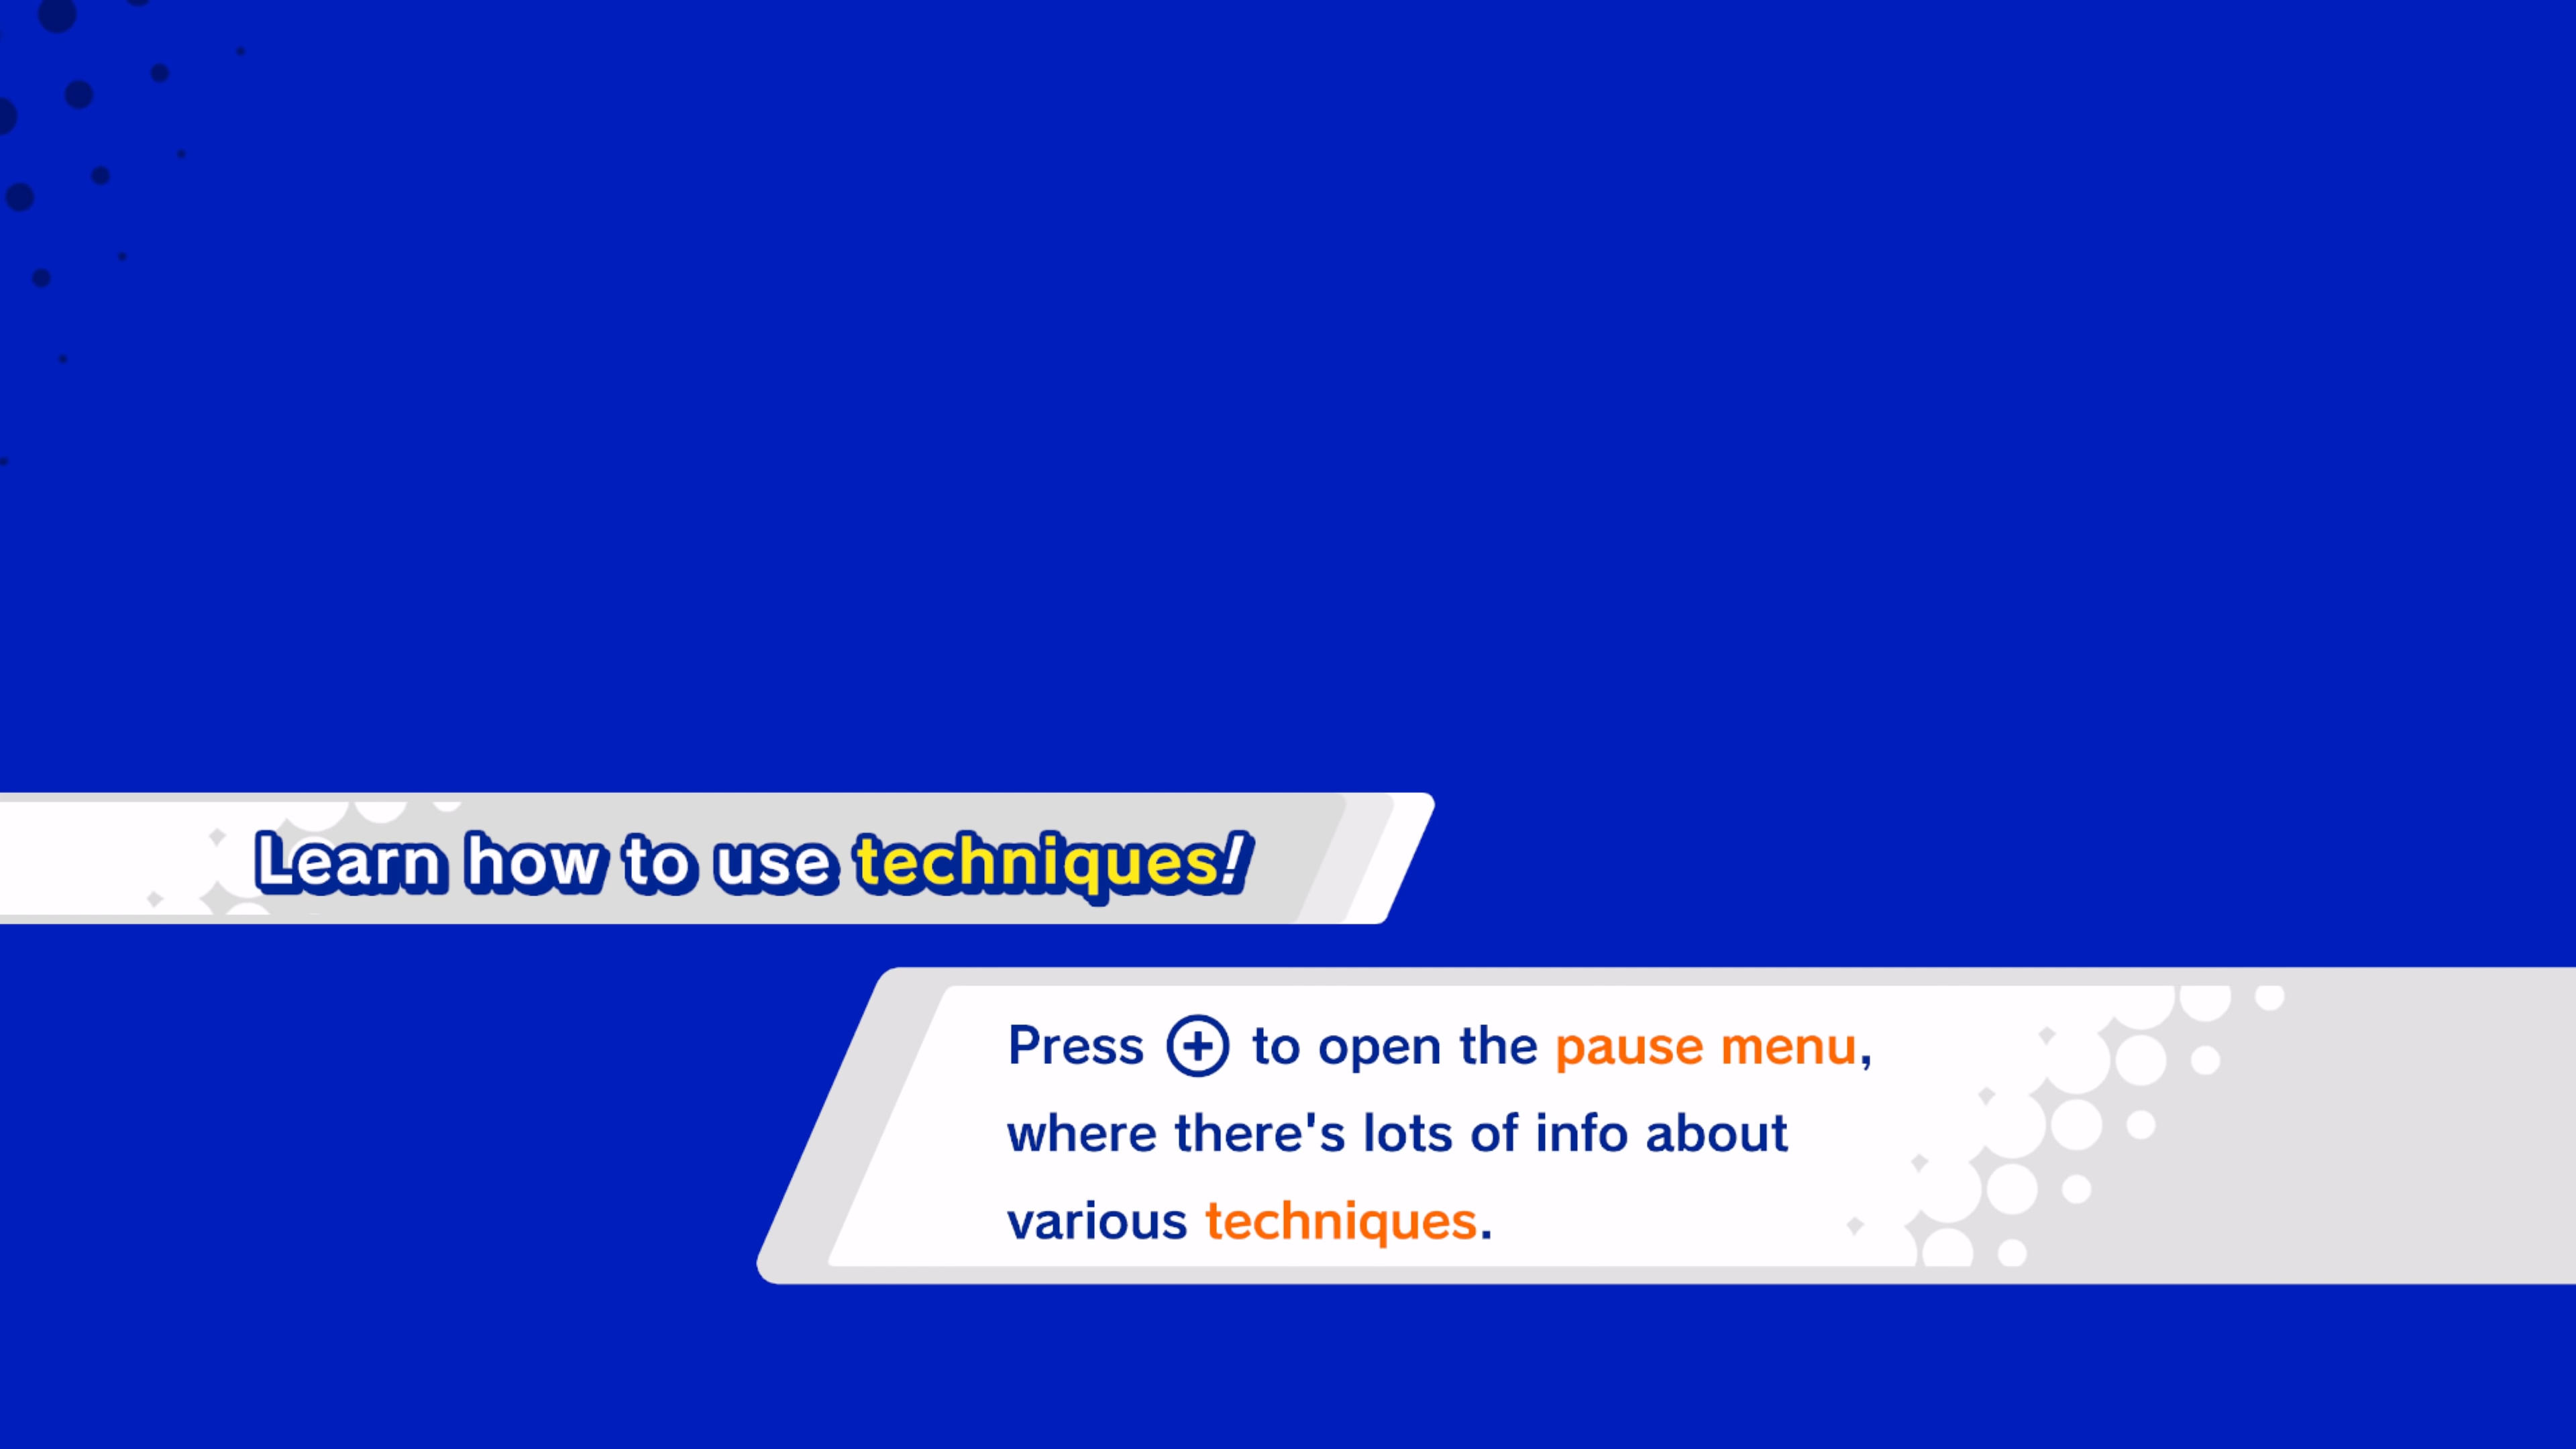 Learn how to use techniques!
Press ⊕ to open the pause menu,
where there's lots of info about
various techniques.